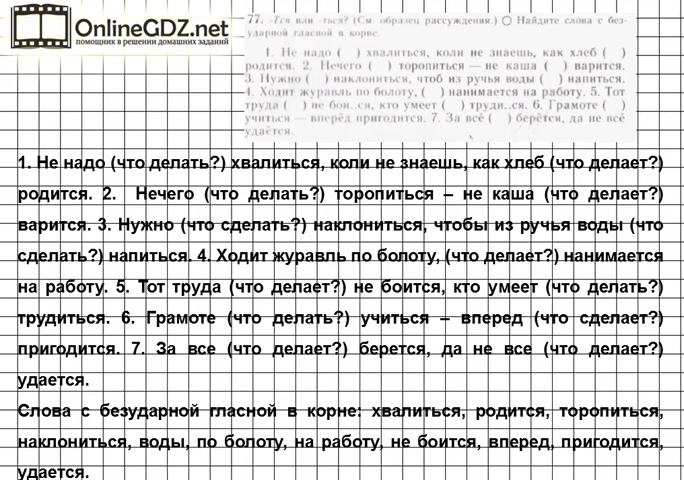 OnlineGDZ.net
помощник в решении домашних заданий
77. -Тся или -ться? (См. образец рассуждения.) Найдите слова с без-
ударной гласной в корне.
1. Не надо ( ) хвалиться, коли не знаешь, как хлеб ( )
родится. 2. Нечего ( ) торопиться — не каша ( ) варится.
3. Нужно ( ) наклониться, чтоб из ручья воды ( ) напиться.
4. Ходит журавль по болоту, ( ) нанимается на работу. 5. Тот
труда ( ) не бои..ся, кто умеет ( ) труди..ся. 6. Грамоте ( )
учиться — вперёд пригодится. 7. За всё ( ) берётся, да не всё
удаётся.
1. Не надо (что делать?) хвалиться, коли не знаешь, как хлеб (что делает?)
родится. 2. Нечего (что делать?) торопиться – не каша (что делает?)
варится. 3. Нужно (что сделать?) наклониться, чтобы из ручья воды (что
сделать?) напиться. 4. Ходит журавль по болоту, (что делает?) нанимается
на работу. 5. Тот труда (что делает?) не боится, кто умеет (что делать?)
трудиться. 6. Грамоте (что делать?) учиться – вперед (что сделает?)
пригодится. 7. За все (что делает?) берется, да не все (что делает?)
удается.
Слова с безударной гласной в корне: хвалиться, родится, торопиться,
наклониться, воды, по болоту, на работу, не боится, вперед, пригодится,
удается.